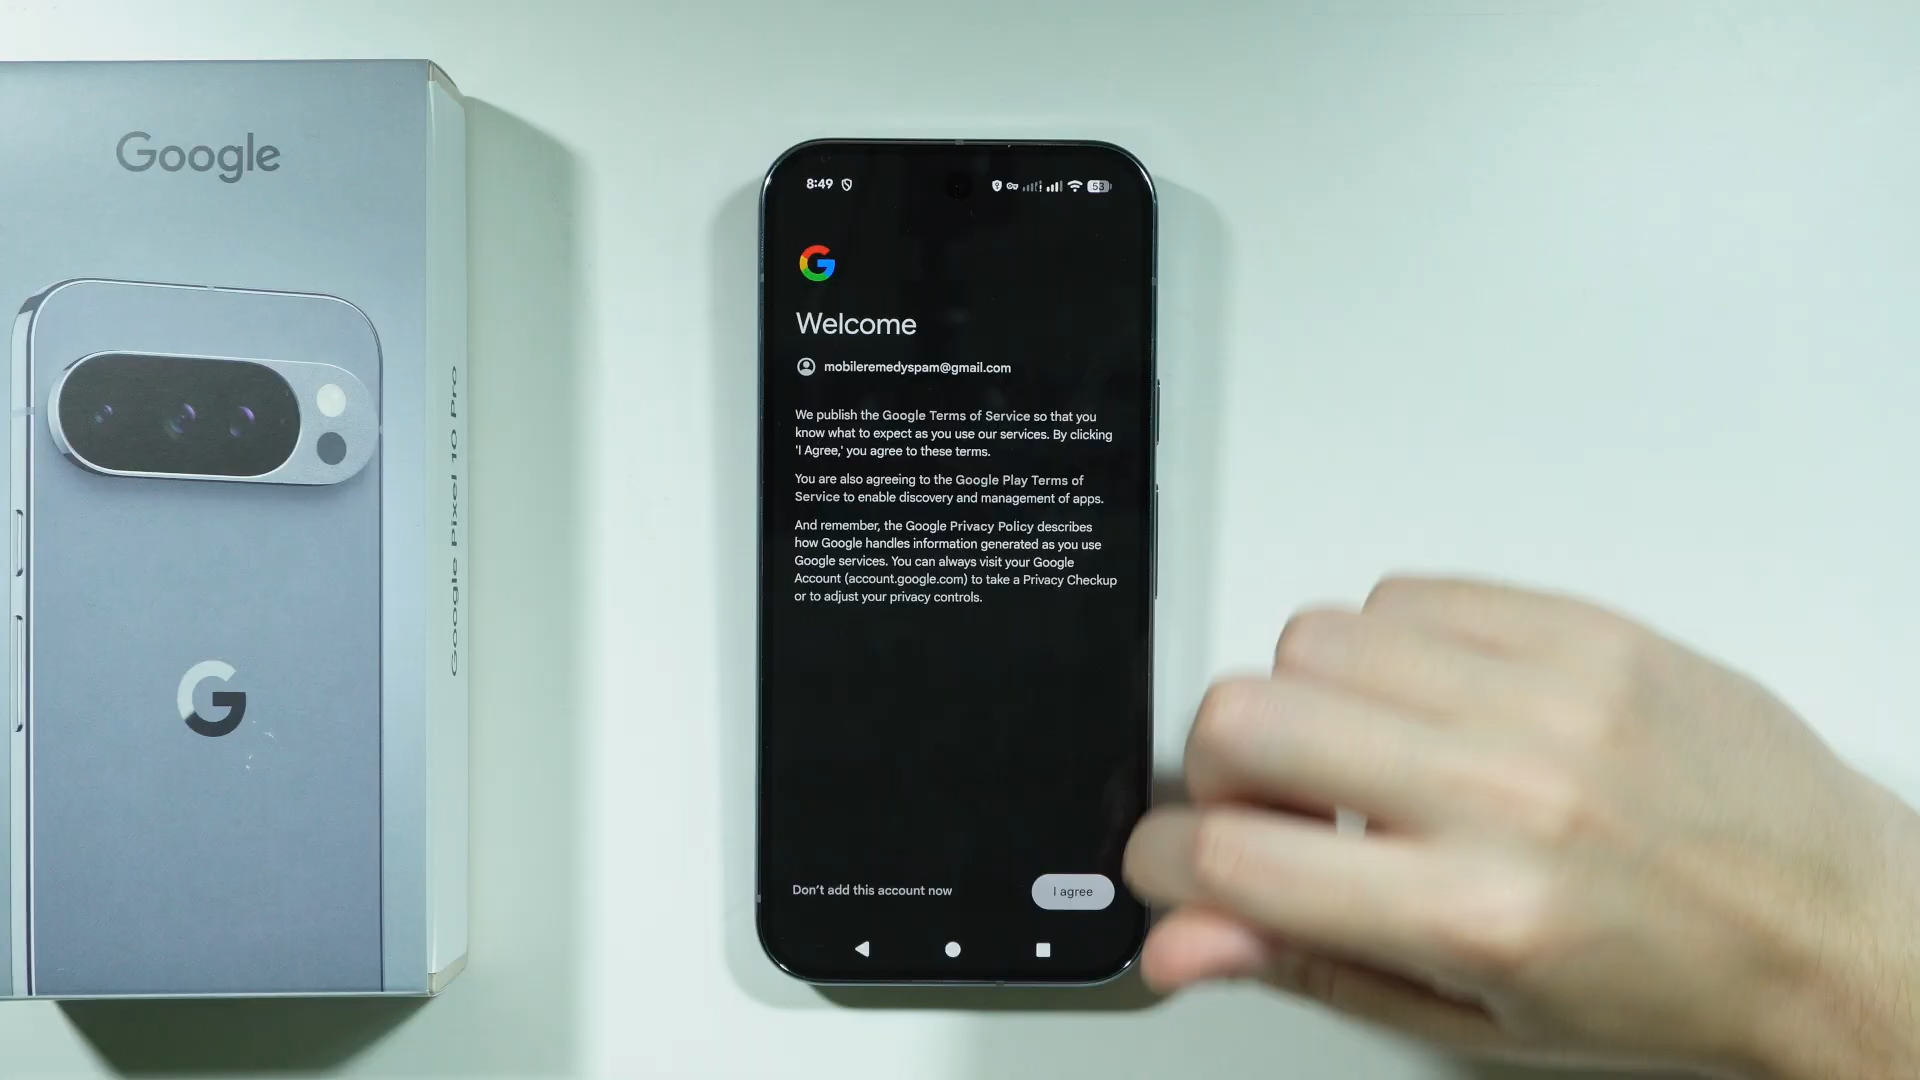 Google
Google Pixel 10 Pro
8:49
53
Welcome
mobileremedyspam@gmail.com
We publish the Google Terms of Service so that you
know what to expect as you use our services. By clicking
'I Agree,' you agree to these terms.
You are also agreeing to the Google Play Terms of
Service to enable discovery and management of apps.
And remember, the Google Privacy Policy describes
how Google handles information generated as you use
Google services. You can always visit your Google
Account (account.google.com) to take a Privacy Checkup
or to adjust your privacy controls.
Don't add this account now
I agree